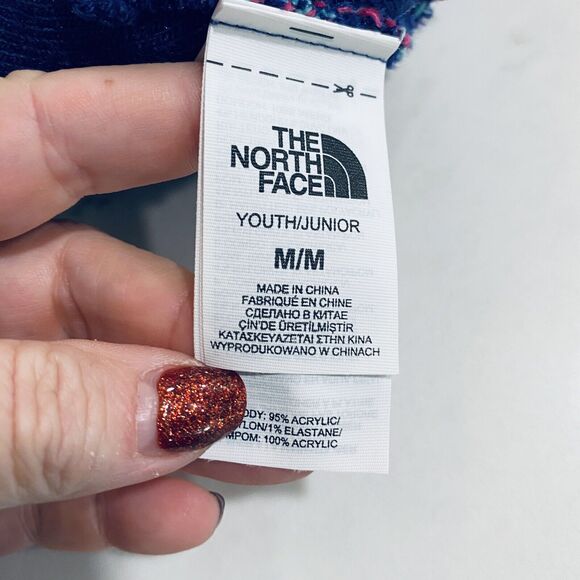 THE
NORTH
FACE
YOUTH/JUNIOR
M/M
MADE IN CHINA
FABRIQUÉ EN CHINE
СДЕЛАНО В КИТАЕ
ÇİN'DE ÜRETİLMİŞTİR
ΚΑΤΑΣΚΕΥΑΖΕΤΑΙ ΣΤΗΝ ΚΙΝΑ
WYPRODUKOWANO W CHINACH
95% ACRYLIC/
1% ELASTANE/
100% ACRYLIC